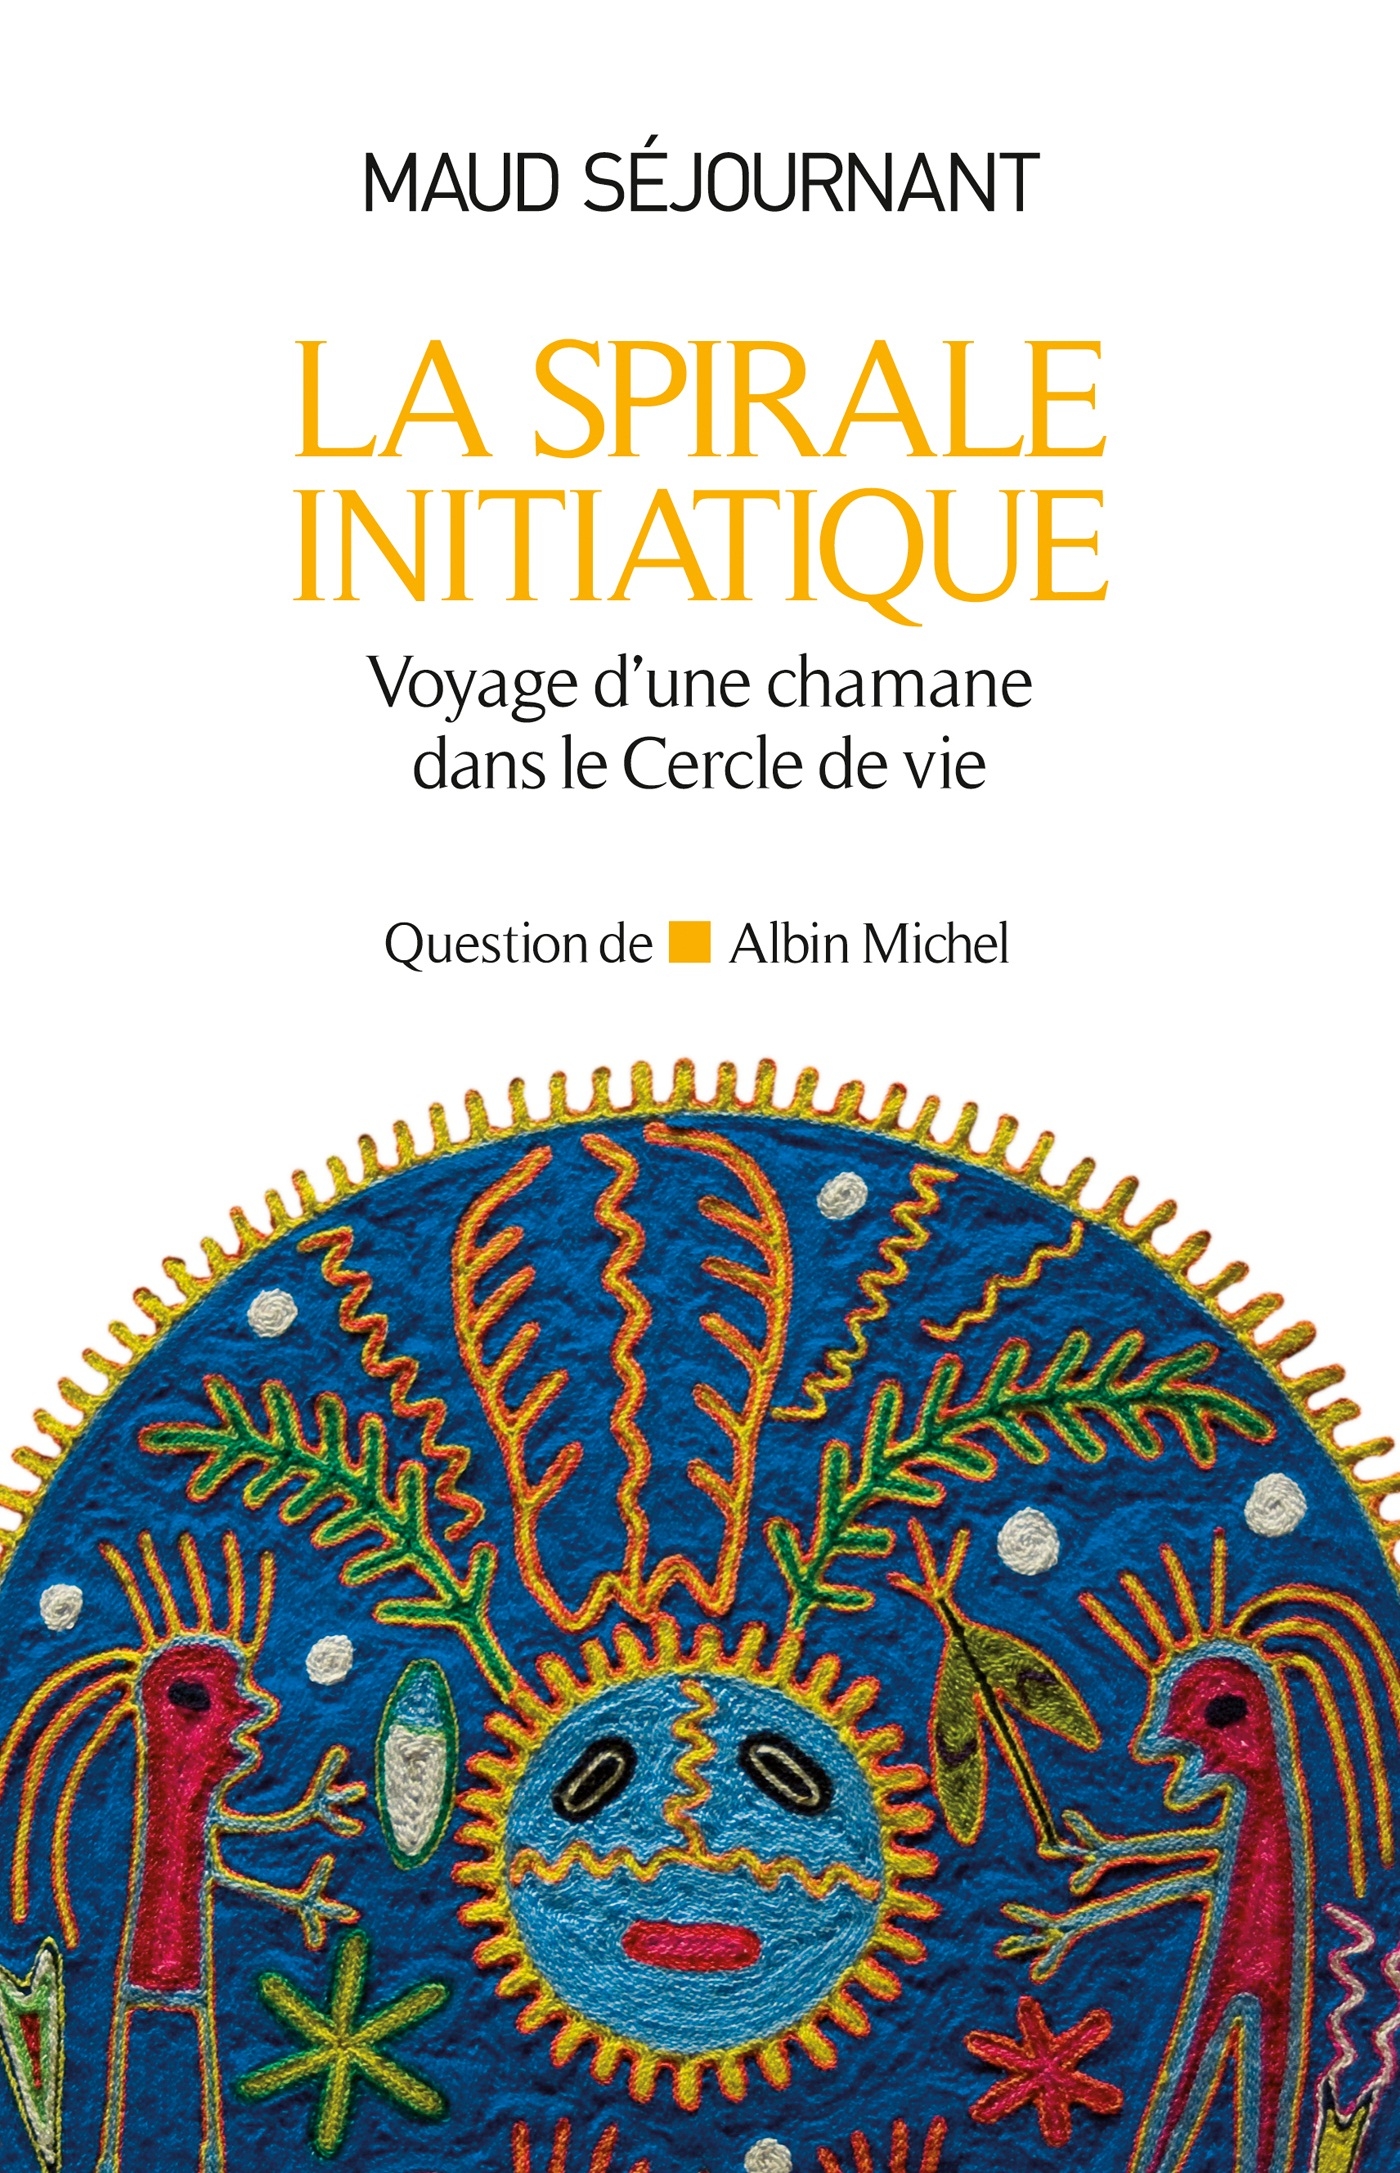 MAUD SÉJOURNANT
LA SPIRALE
INITIATIQUE
Voyage d’une chamane
dans le Cercle de vie
Question de Albin Michel